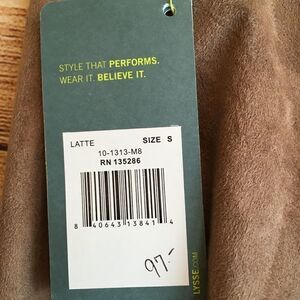 STYLE THAT PERFORMS.
WEAR IT. BELIEVE IT.
LATTE SIZE S
10-1313-M8
RN 135286
8 40643 13841 4
97.-
LYSSE.COM